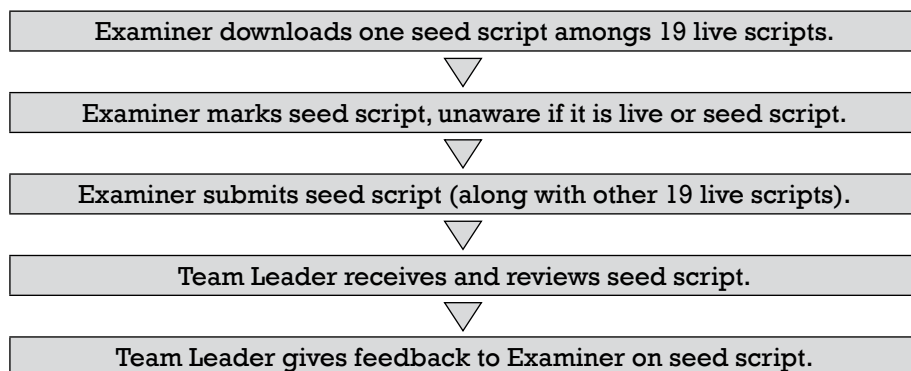 Examiner downloads one seed script amongs 19 live scripts.
Examiner marks seed script, unaware if it is live or seed script.
Examiner submits seed script (along with other 19 live scripts).
Team Leader receives and reviews seed script.
Team Leader gives feedback to Examiner on seed script.